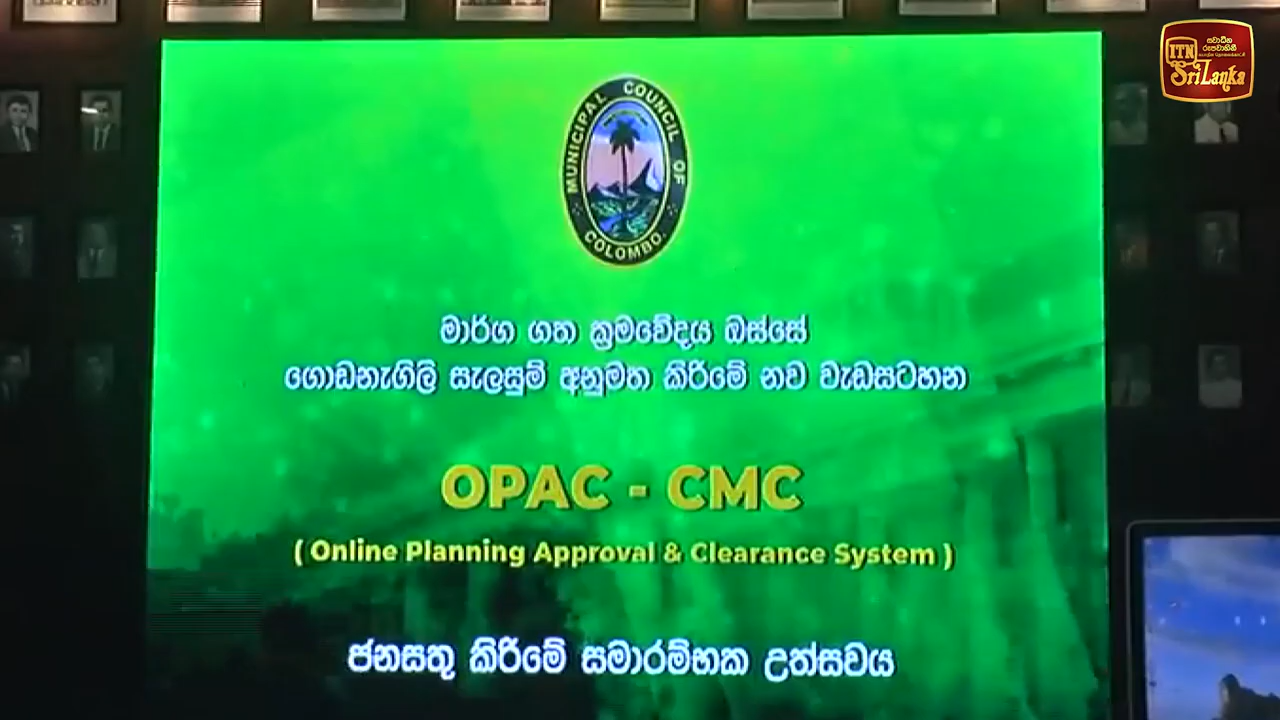 ITN
ස්වාධීන
රූපවාහිනී
Sri Lanka
MUNICIPAL COUNCIL OF
COLOMBO.
මාර්ග ගත ක්‍රමවේදය ඔස්සේ
ගොඩනැගිලි සැලසුම් අනුමත කිරීමේ නව වැඩසටහන
OPAC - CMC
( Online Planning Approval & Clearance System )
ජනසතු කිරීමේ සමාරම්භක උත්සවය